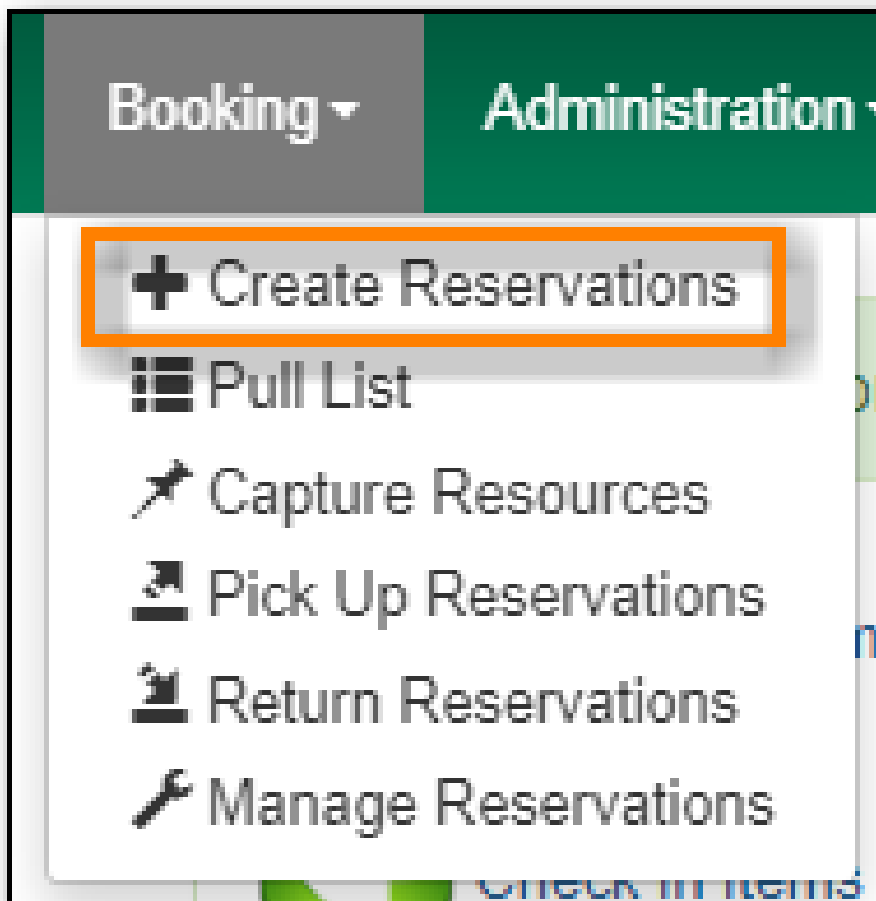 Booking Administration
Create Reservations
Pull List
Capture Resources
Pick Up Reservations
Return Reservations
Manage Reservations
Check In Items